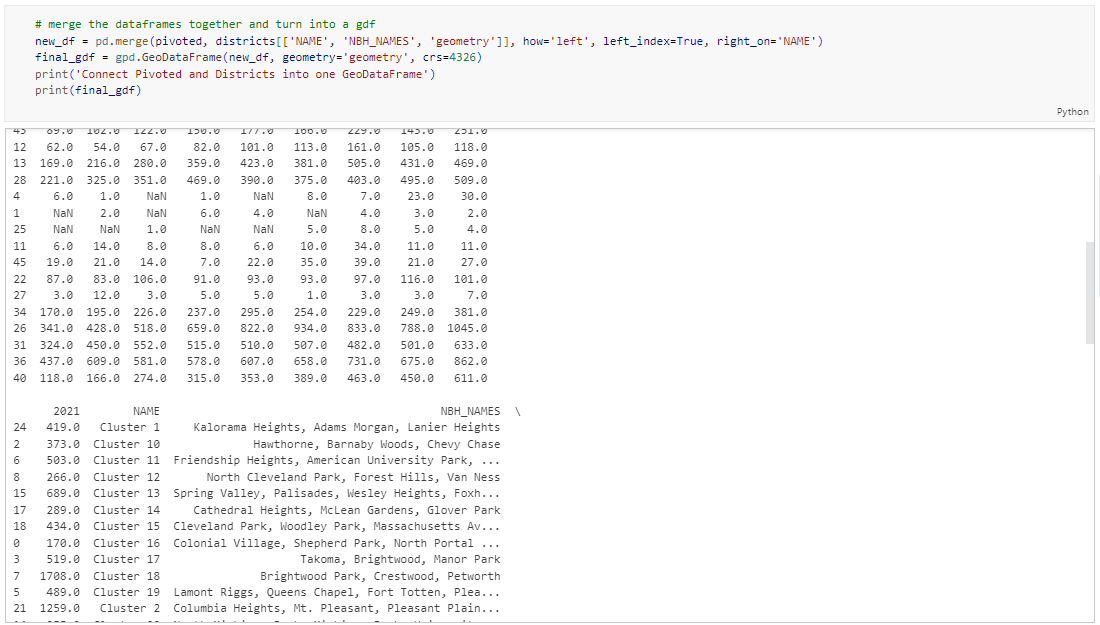 # merge the dataframes together and turn into a gdf
new_df = pd.merge(pivoted, districts[['NAME', 'NBH_NAMES', 'geometry']], how='left', left_index=True, right_on='NAME')
final_gdf = gpd.GeoDataFrame(new_df, geometry='geometry', crs=4326)
print('Connect Pivoted and Districts into one GeoDataFrame')
print(final_gdf)
Python
43 89.0 102.0 122.0 150.0 177.0 166.0 229.0 143.0 251.0
12 62.0 54.0 67.0 82.0 101.0 113.0 161.0 105.0 118.0
13 169.0 216.0 280.0 359.0 423.0 381.0 505.0 431.0 469.0
28 221.0 325.0 351.0 469.0 390.0 375.0 403.0 495.0 509.0
4 6.0 1.0 NaN 1.0 NaN 8.0 7.0 23.0 30.0
1 NaN 2.0 NaN 6.0 4.0 NaN 4.0 3.0 2.0
25 NaN NaN 1.0 NaN NaN 5.0 8.0 5.0 4.0
11 6.0 14.0 8.0 8.0 6.0 10.0 34.0 11.0 11.0
45 19.0 21.0 14.0 7.0 22.0 35.0 39.0 21.0 27.0
22 87.0 83.0 106.0 91.0 93.0 93.0 97.0 116.0 101.0
27 3.0 12.0 3.0 5.0 5.0 1.0 3.0 3.0 7.0
34 170.0 195.0 226.0 237.0 295.0 254.0 229.0 249.0 381.0
26 341.0 428.0 518.0 659.0 822.0 934.0 833.0 788.0 1045.0
31 324.0 450.0 552.0 515.0 510.0 507.0 482.0 501.0 633.0
36 437.0 609.0 581.0 578.0 607.0 658.0 731.0 675.0 862.0
40 118.0 166.0 274.0 315.0 353.0 389.0 463.0 450.0 611.0
2021 NAME NBH_NAMES \
24 419.0 Cluster 1 Kalorama Heights, Adams Morgan, Lanier Heights
2 373.0 Cluster 10 Hawthorne, Barnaby Woods, Chevy Chase
6 503.0 Cluster 11 Friendship Heights, American University Park, ...
8 266.0 Cluster 12 North Cleveland Park, Forest Hills, Van Ness
15 689.0 Cluster 13 Spring Valley, Palisades, Wesley Heights, Foxh...
17 289.0 Cluster 14 Cathedral Heights, McLean Gardens, Glover Park
18 434.0 Cluster 15 Cleveland Park, Woodley Park, Massachusetts Av...
0 170.0 Cluster 16 Colonial Village, Shepherd Park, North Portal ...
3 519.0 Cluster 17 Takoma, Brightwood, Manor Park
7 1708.0 Cluster 18 Brightwood Park, Crestwood, Petworth
5 489.0 Cluster 19 Lamont Riggs, Queens Chapel, Fort Totten, Plea...
21 1259.0 Cluster 2 Columbia Heights, Mt. Pleasant, Pleasant Plain...